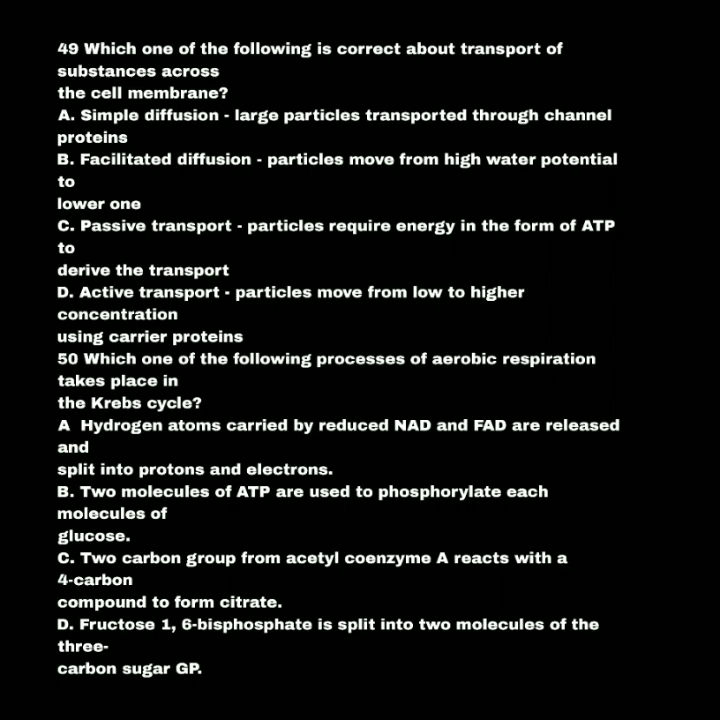 49 Which one of the following is correct about transport of
substances across
the cell membrane?
A. Simple diffusion - large particles transported through channel
proteins
B. Facilitated diffusion - particles move from high water potential
to
lower one
C. Passive transport - particles require energy in the form of ATP
to
derive the transport
D. Active transport - particles move from low to higher
concentration
using carrier proteins
50 Which one of the following processes of aerobic respiration
takes place in
the Krebs cycle?
A  Hydrogen atoms carried by reduced NAD and FAD are released
and
split into protons and electrons.
B. Two molecules of ATP are used to phosphorylate each
molecules of
glucose.
C. Two carbon group from acetyl coenzyme A reacts with a
4-carbon
compound to form citrate.
D. Fructose 1, 6-bisphosphate is split into two molecules of the
three-
carbon sugar GP.